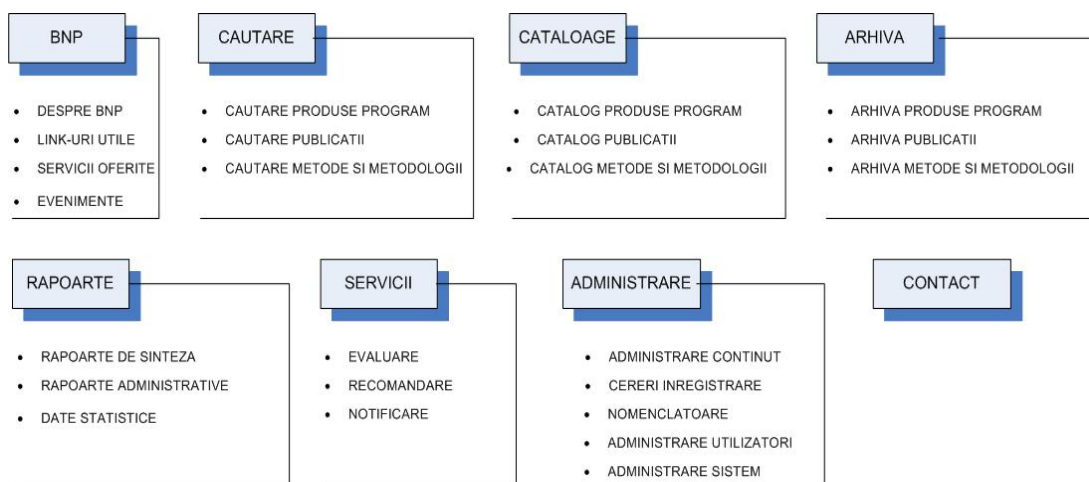 BNP
• DESPRE BNP
• LINK-URI UTILE
• SERVICII OFERITE
• EVENIMENTE
CAUTARE
• CAUTARE PRODUSE PROGRAM
• CAUTARE PUBLICATII
• CAUTARE METODE SI METODOLOGII
CATALOAGE
• CATALOG PRODUSE PROGRAM
• CATALOG PUBLICATII
• CATALOG METODE SI METODOLOGII
ARHIVA
• ARHIVA PRODUSE PROGRAM
• ARHIVA PUBLICATII
• ARHIVA METODE SI METODOLOGII
RAPOARTE
• RAPOARTE DE SINTEZA
• RAPOARTE ADMINISTRATIVE
• DATE STATISTICE
SERVICII
• EVALUARE
• RECOMANDARE
• NOTIFICARE
ADMINISTRARE
• ADMINISTRARE CONTINUT
• CERERI INREGISTRARE
• NOMENCLATOARE
• ADMINISTRARE UTILIZATORI
• ADMINISTRARE SISTEM
CONTACT